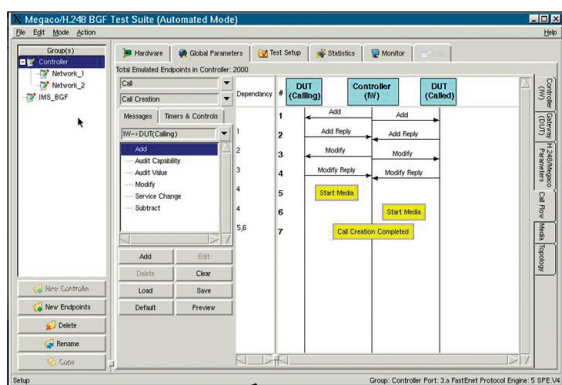 Megaco/H.248 BGF Test Suite (Automated Mode)
File Edit Mode Action Help
Group(s)
Controller
Network_1
Network_2
IMS_BGF
New Controller
New Endpoints
Delete
Rename
Copy
Hardware Global Parameters Test Setup Statistics Monitor Log
Total Emulated Endpoints in Controller: 2000
Call
Call Creation
Messages Timers & Controls
IW-> DUT(Calling)
Add
Audit Capability
Audit Value
Modify
Service Change
Subtract
Add Edit
Delete Clear
Load Save
Default Preview
Dependancy #
DUT (Calling) Controller (IW) DUT (Called)
1 Add Add
1 2 Add Reply Add Reply
2 3 Modify Modify
3 4 Modify Reply Modify Reply
4 5 Start Media
4 6 Start Media
5,6 7 Call Creation Completed
Controller (IW)
Gateway (DUT)
H.248/Megaco Parameters
Call Flow
Media
Topology
Setup
Group: Controller Port: 3.a FastEnet Protocol Engine: 5 SPE.V4